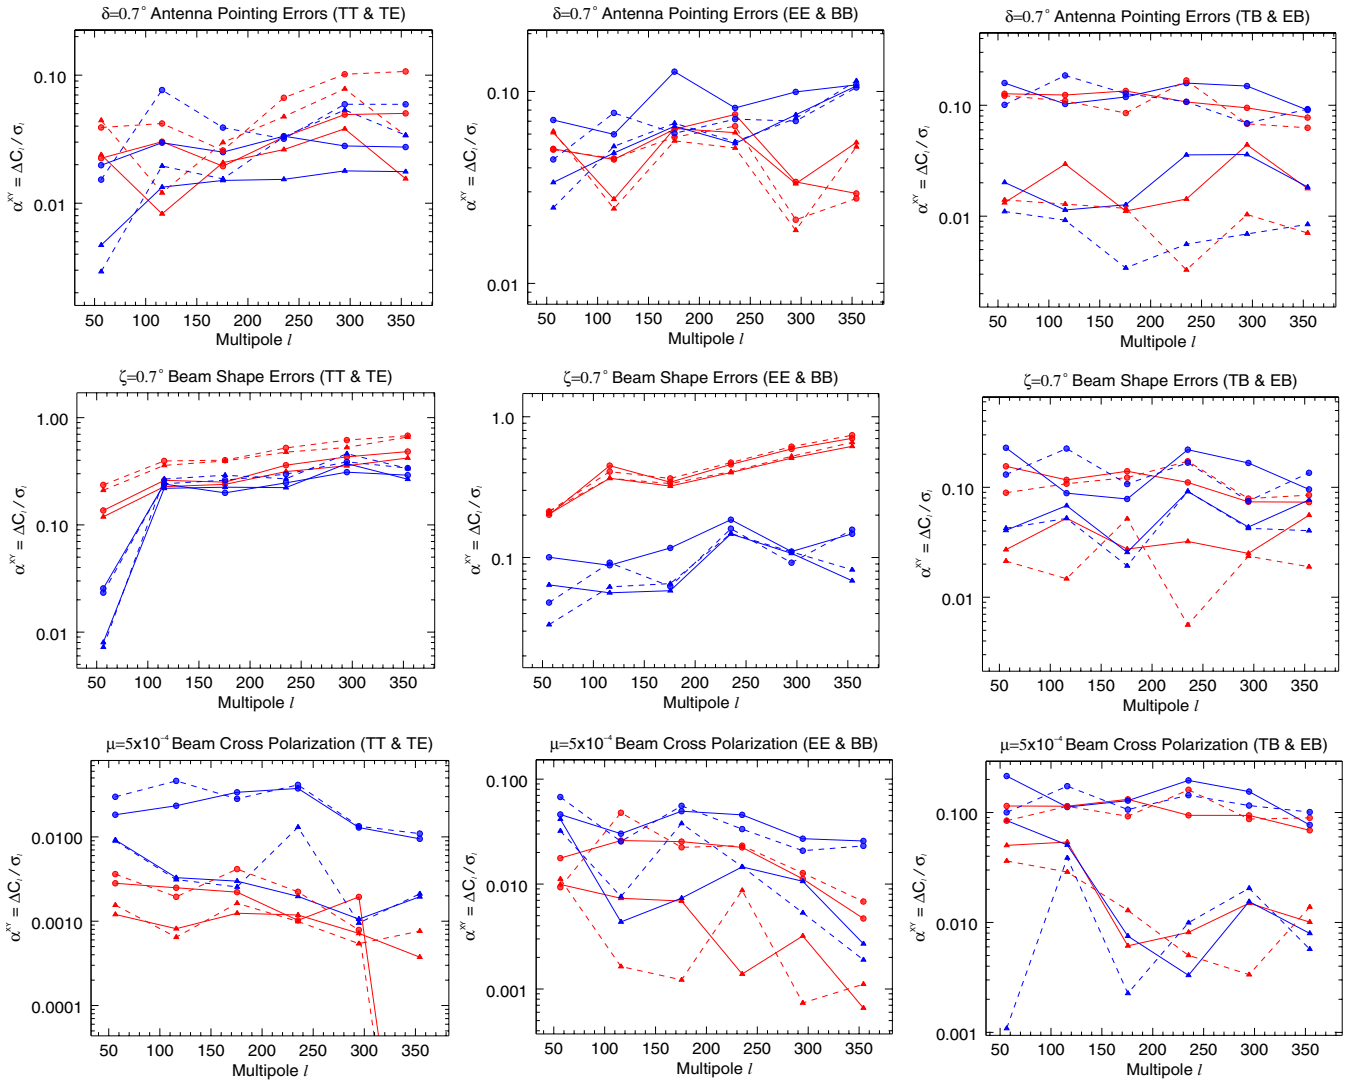 δ=0.7° Antenna Pointing Errors (TT & TE)
α^XY = ΔC_l / σ_l
0.10
0.01
50 100 150 200 250 300 350
Multipole l
δ=0.7° Antenna Pointing Errors (EE & BB)
α^XY = ΔC_l / σ_l
0.10
0.01
50 100 150 200 250 300 350
Multipole l
δ=0.7° Antenna Pointing Errors (TB & EB)
α^XY = ΔC_l / σ_l
0.10
0.01
50 100 150 200 250 300 350
Multipole l
ζ=0.7° Beam Shape Errors (TT & TE)
α^XY = ΔC_l / σ_l
1.00
0.10
0.01
50 100 150 200 250 300 350
Multipole l
ζ=0.7° Beam Shape Errors (EE & BB)
α^XY = ΔC_l / σ_l
1.0
0.1
50 100 150 200 250 300 350
Multipole l
ζ=0.7° Beam Shape Errors (TB & EB)
α^XY = ΔC_l / σ_l
0.10
0.01
50 100 150 200 250 300 350
Multipole l
μ=5x10⁻⁴ Beam Cross Polarization (TT & TE)
α^XY = ΔC_l / σ_l
0.0100
0.0010
0.0001
50 100 150 200 250 300 350
Multipole l
μ=5x10⁻⁴ Beam Cross Polarization (EE & BB)
α^XY = ΔC_l / σ_l
0.100
0.010
0.001
50 100 150 200 250 300 350
Multipole l
μ=5x10⁻⁴ Beam Cross Polarization (TB & EB)
α^XY = ΔC_l / σ_l
0.100
0.010
0.001
50 100 150 200 250 300 350
Multipole l